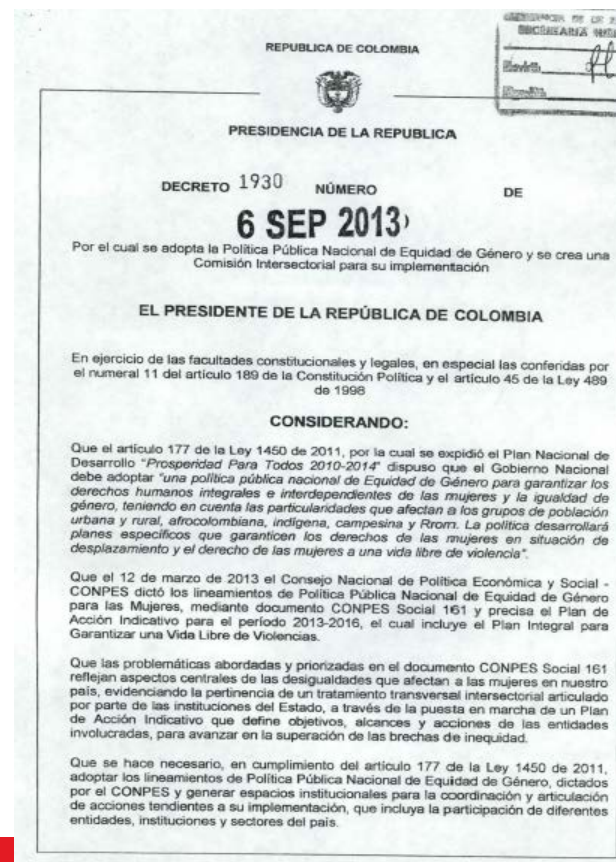 SECRETARÍA
REPUBLICA DE COLOMBIA
PRESIDENCIA DE LA REPUBLICA
DECRETO 1930 NÚMERO DE
6 SEP 2013)
Por el cual se adopta la Política Pública Nacional de Equidad de Género y se crea una
Comisión Intersectorial para su implementación
EL PRESIDENTE DE LA REPÚBLICA DE COLOMBIA
En ejercicio de las facultades constitucionales y legales, en especial las conferidas por
el numeral 11 del artículo 189 de la Constitución Política y el artículo 45 de la Ley 489
de 1998
CONSIDERANDO:
Que el artículo 177 de la Ley 1450 de 2011, por la cual se expidió el Plan Nacional de
Desarrollo "Prosperidad Para Todos 2010-2014" dispuso que el Gobierno Nacional
debe adoptar "una política pública nacional de Equidad de Género para garantizar los
derechos humanos integrales e interdependientes de las mujeres y la igualdad de
género, teniendo en cuenta las particularidades que afectan a los grupos de población
urbana y rural, afrocolombiana, indígena, campesina y Rrom. La política desarrollará
planes específicos que garanticen los derechos de las mujeres en situación de
desplazamiento y el derecho de las mujeres a una vida libre de violencia".
Que el 12 de marzo de 2013 el Consejo Nacional de Política Económica y Social -
CONPES dictó los lineamientos de Política Pública Nacional de Equidad de Género
para las Mujeres, mediante documento CONPES Social 161 y precisa el Plan de
Acción Indicativo para el período 2013-2016, el cual incluye el Plan Integral para
Garantizar una Vida Libre de Violencias.
Que las problemáticas abordadas y priorizadas en el documento CONPES Social 161
reflejan aspectos centrales de las desigualdades que afectan a las mujeres en nuestro
país, evidenciando la pertinencia de un tratamiento transversal intersectorial articulado
por parte de las instituciones del Estado, a través de la puesta en marcha de un Plan
de Acción Indicativo que define objetivos, alcances y acciones de las entidades
involucradas, para avanzar en la superación de las brechas de inequidad.
Que se hace necesario, en cumplimiento del artículo 177 de la Ley 1450 de 2011,
adoptar los lineamientos de Política Pública Nacional de Equidad de Género, dictados
por el CONPES y generar espacios institucionales para la coordinación y articulación
de acciones tendientes a su implementación, que incluya la participación de diferentes
entidades, instituciones y sectores del país.